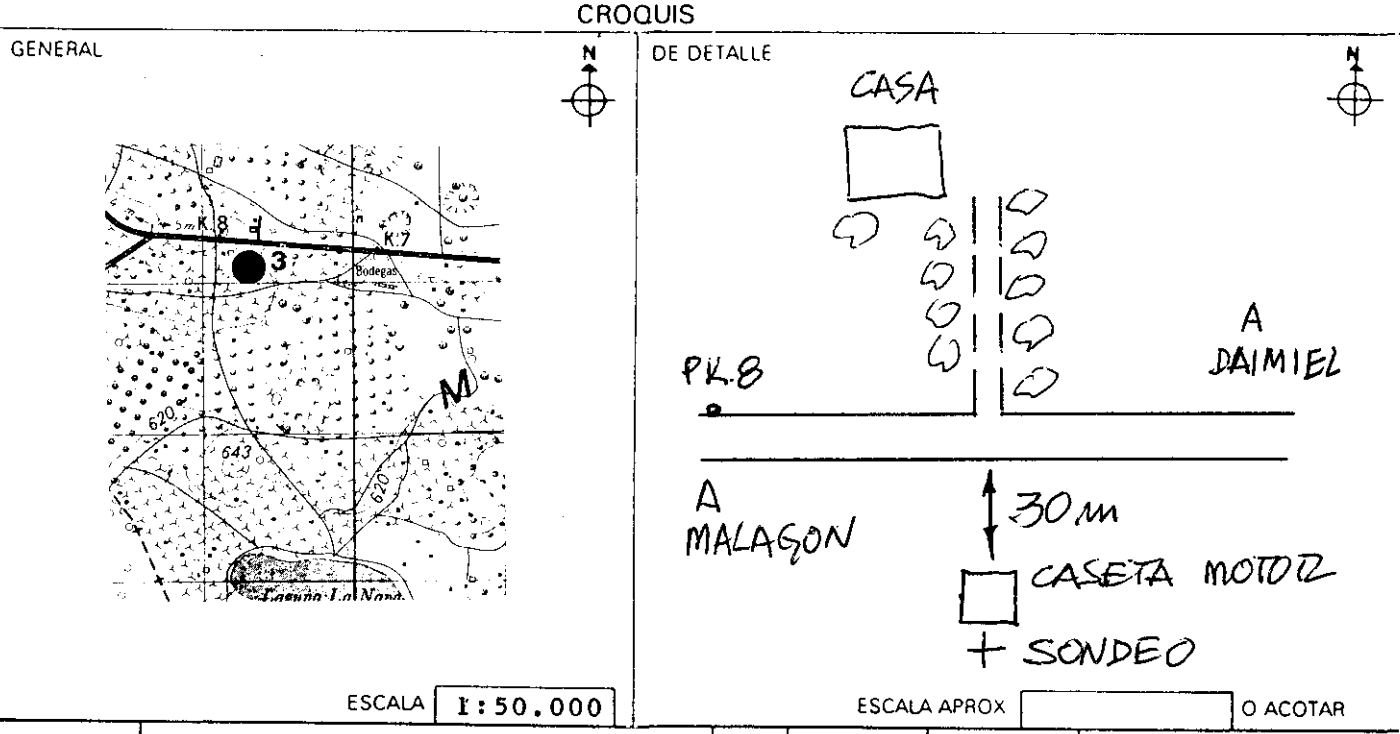 CROQUIS
GENERAL
N
K.8
K.7
3
Bodegas
M
620
643
620
Laguna La Nava
ESCALA 1:50.000
DE DETALLE
N
CASA
A
DAIMIEL
PK.8
A
MALAGON
30 m
CASETA MOTOR
+ SONDEO
ESCALA APROX
O ACOTAR